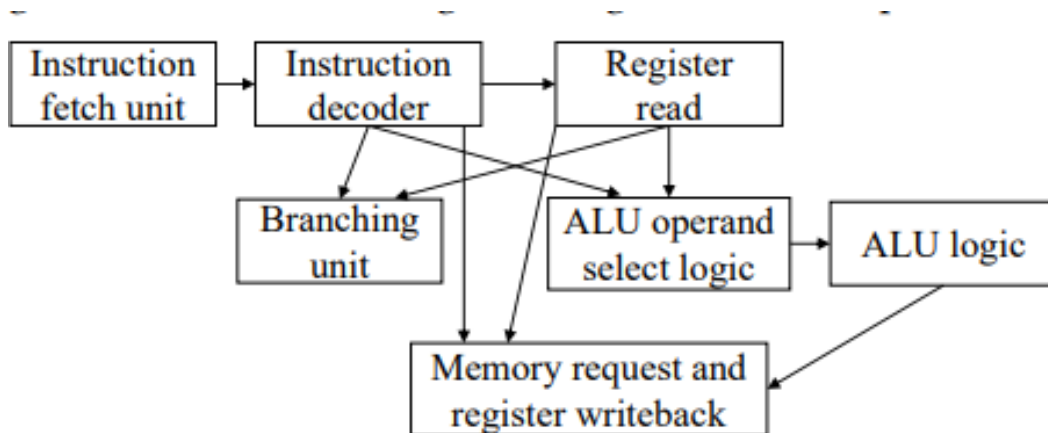 Instruction
fetch unit
Instruction
decoder
Register
read
Branching
unit
ALU operand
select logic
ALU logic
Memory request and
register writeback